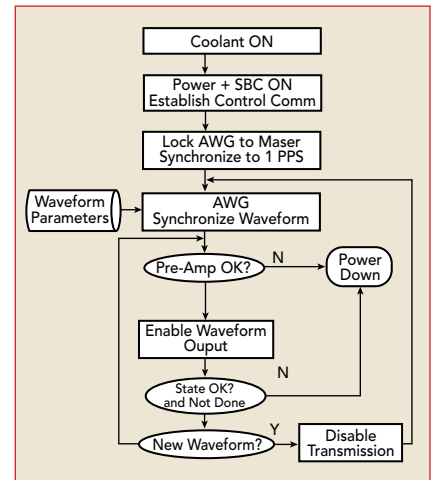 Coolant ON
Power + SBC ON
Establish Control Comm
Lock AWG to Maser
Synchronize to 1 PPS
Waveform
Parameters
AWG
Synchronize Waveform
Pre-Amp OK?
N
Power
Down
Enable Waveform
Ouput
N
State OK?
and Not Done
New Waveform?
Y
Disable
Transmission